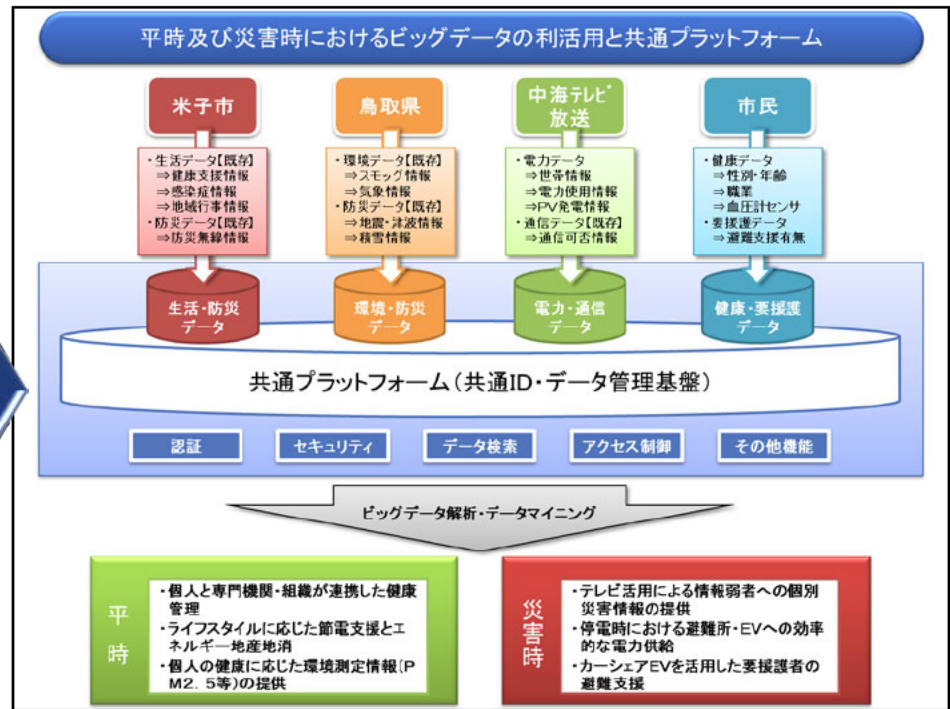 平時及び災害時におけるビッグデータの利活用と共通プラットフォーム
米子市
・生活データ【既存】
⇒健康支援情報
⇒感染症情報
⇒地域行事情報
・防災データ【既存】
⇒防災無線情報
生活・防災
データ
鳥取県
・環境データ【既存】
⇒スモッグ情報
⇒気象情報
・防災データ【既存】
⇒地震・津波情報
⇒積雪情報
環境・防災
データ
中海テレビ
放送
・電力データ
⇒世帯情報
⇒電力使用情報
⇒PV発電情報
・通信データ【既存】
⇒通信可否情報
電力・通信
データ
市民
・健康データ
⇒性別・年齢
⇒職業
⇒血圧計センサ
・要援護データ
⇒避難支援有無
健康・要援護
データ
共通プラットフォーム(共通ID・データ管理基盤)
認証
セキュリティ
データ検索
アクセス制御
その他機能
ビッグデータ解析・データマイニング
平時
・個人と専門機関・組織が連携した健康
管理
・ライフスタイルに応じた節電支援とエ
ネルギー地産地消
・個人の健康に応じた環境測定情報(P
M2.5等)の提供
災害時
・テレビ活用による情報弱者への個別
災害情報の提供
・停電時における避難所・EVへの効率
的な電力供給
・カーシェアEVを活用した要援護者の
避難支援